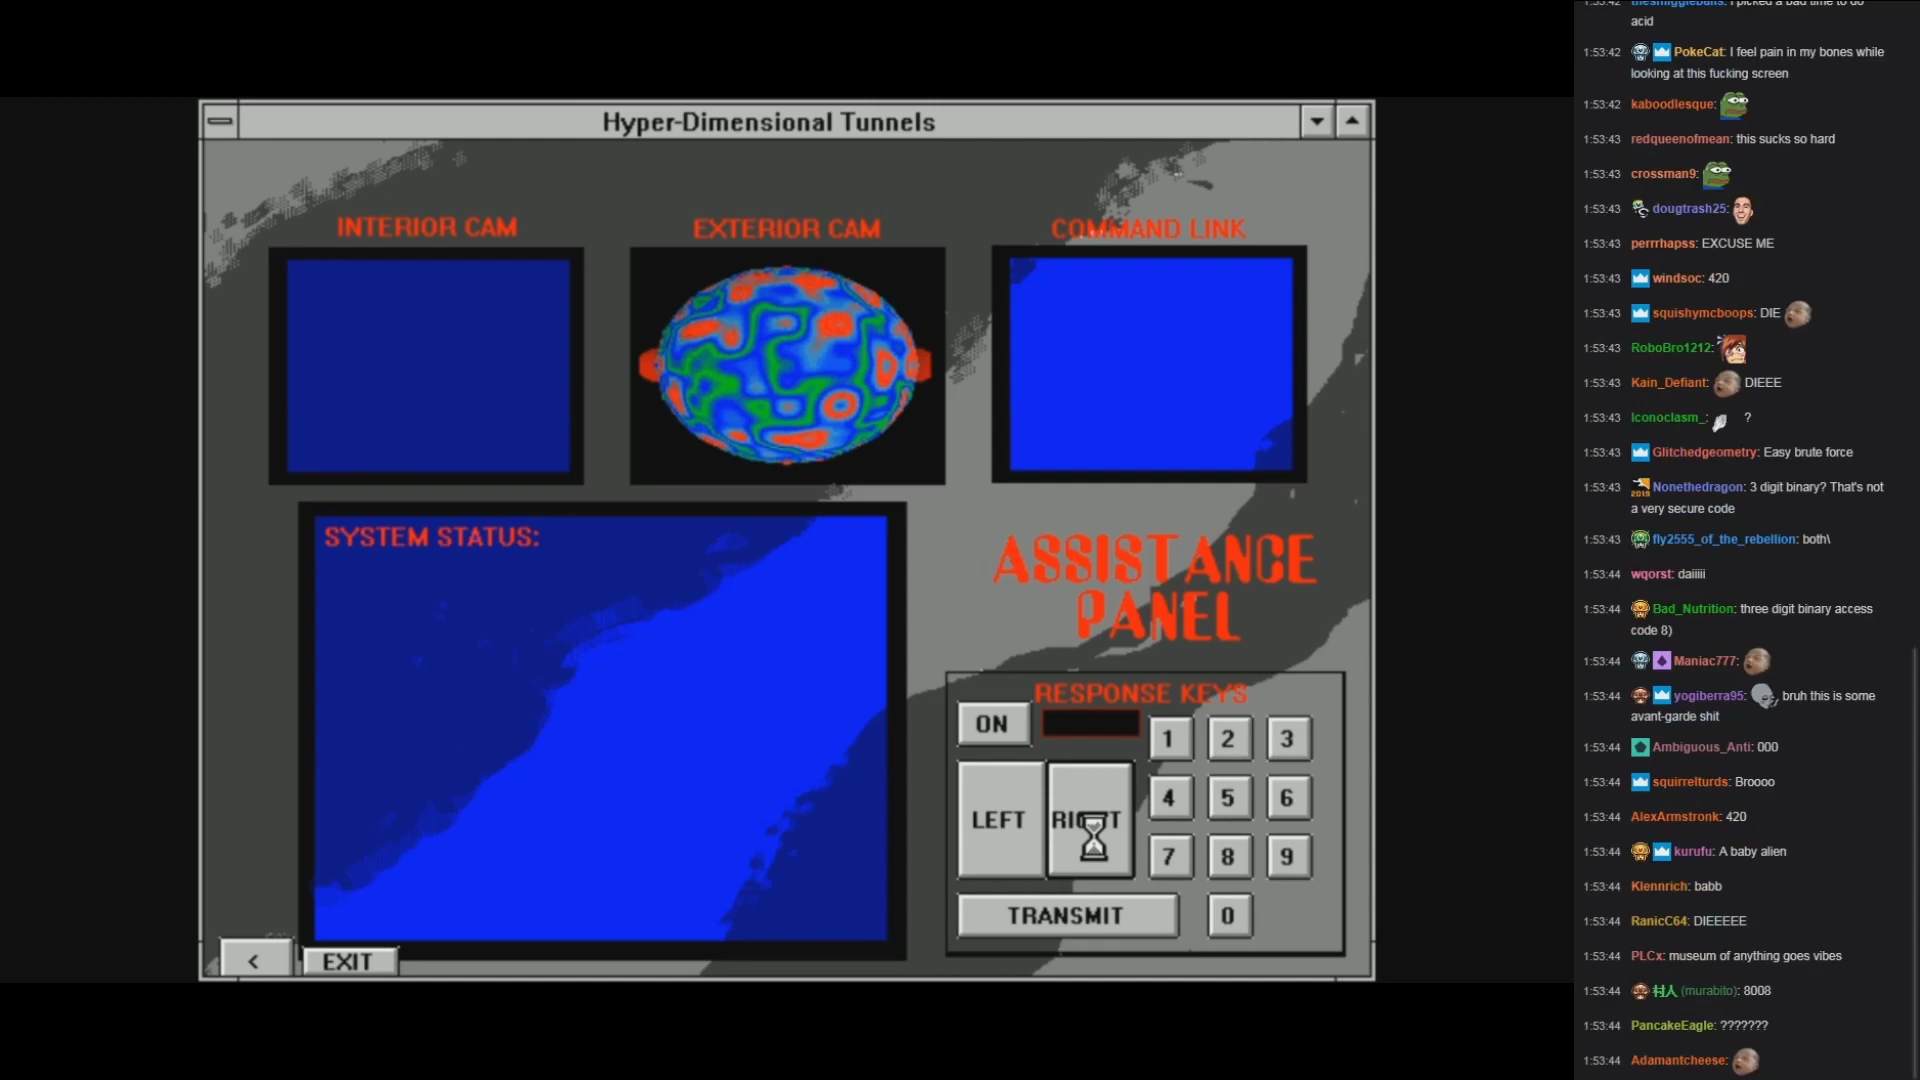 Hyper-Dimensional Tunnels
INTERIOR CAM
EXTERIOR CAM
COMMAND LINK
SYSTEM STATUS:
ASSISTANCE
PANEL
RESPONSE KEYS
ON
1 2 3
LEFT
RIGHT
4 5 6
7 8 9
TRANSMIT
0
<
EXIT
acid
1:53:42 PokeCat: I feel pain in my bones while
looking at this fucking screen
1:53:42 kaboodlesque:
1:53:43 redqueenofmean: this sucks so hard
1:53:43 crossman9:
1:53:43 dougtrash25:
1:53:43 perrrhapss: EXCUSE ME
1:53:43 windsoc: 420
1:53:43 squishymcboops: DIE
1:53:43 RoboBro1212:
1:53:43 Kain_Defiant: DIEEE
1:53:43 Iconoclasm_: ?
1:53:43 Glitchedgeometry: Easy brute force
1:53:43 Nonethedragon: 3 digit binary? That's not
a very secure code
1:53:43 fly2555_of_the_rebellion: both\
1:53:44 wqorst: daiiiii
1:53:44 Bad_Nutrition: three digit binary access
code 8)
1:53:44 Maniac777:
1:53:44 yogiberra95: bruh this is some
avant-garde shit
1:53:44 Ambiguous_Anti: 000
1:53:44 squirrelturds: Broooo
1:53:44 AlexArmstronk: 420
1:53:44 kurufu: A baby alien
1:53:44 Klennrich: babb
1:53:44 RanicC64: DIEEEEE
1:53:44 PLCx: museum of anything goes vibes
1:53:44 村人 (murabito): 8008
1:53:44 PancakeEagle: ???????
1:53:44 Adamantcheese: